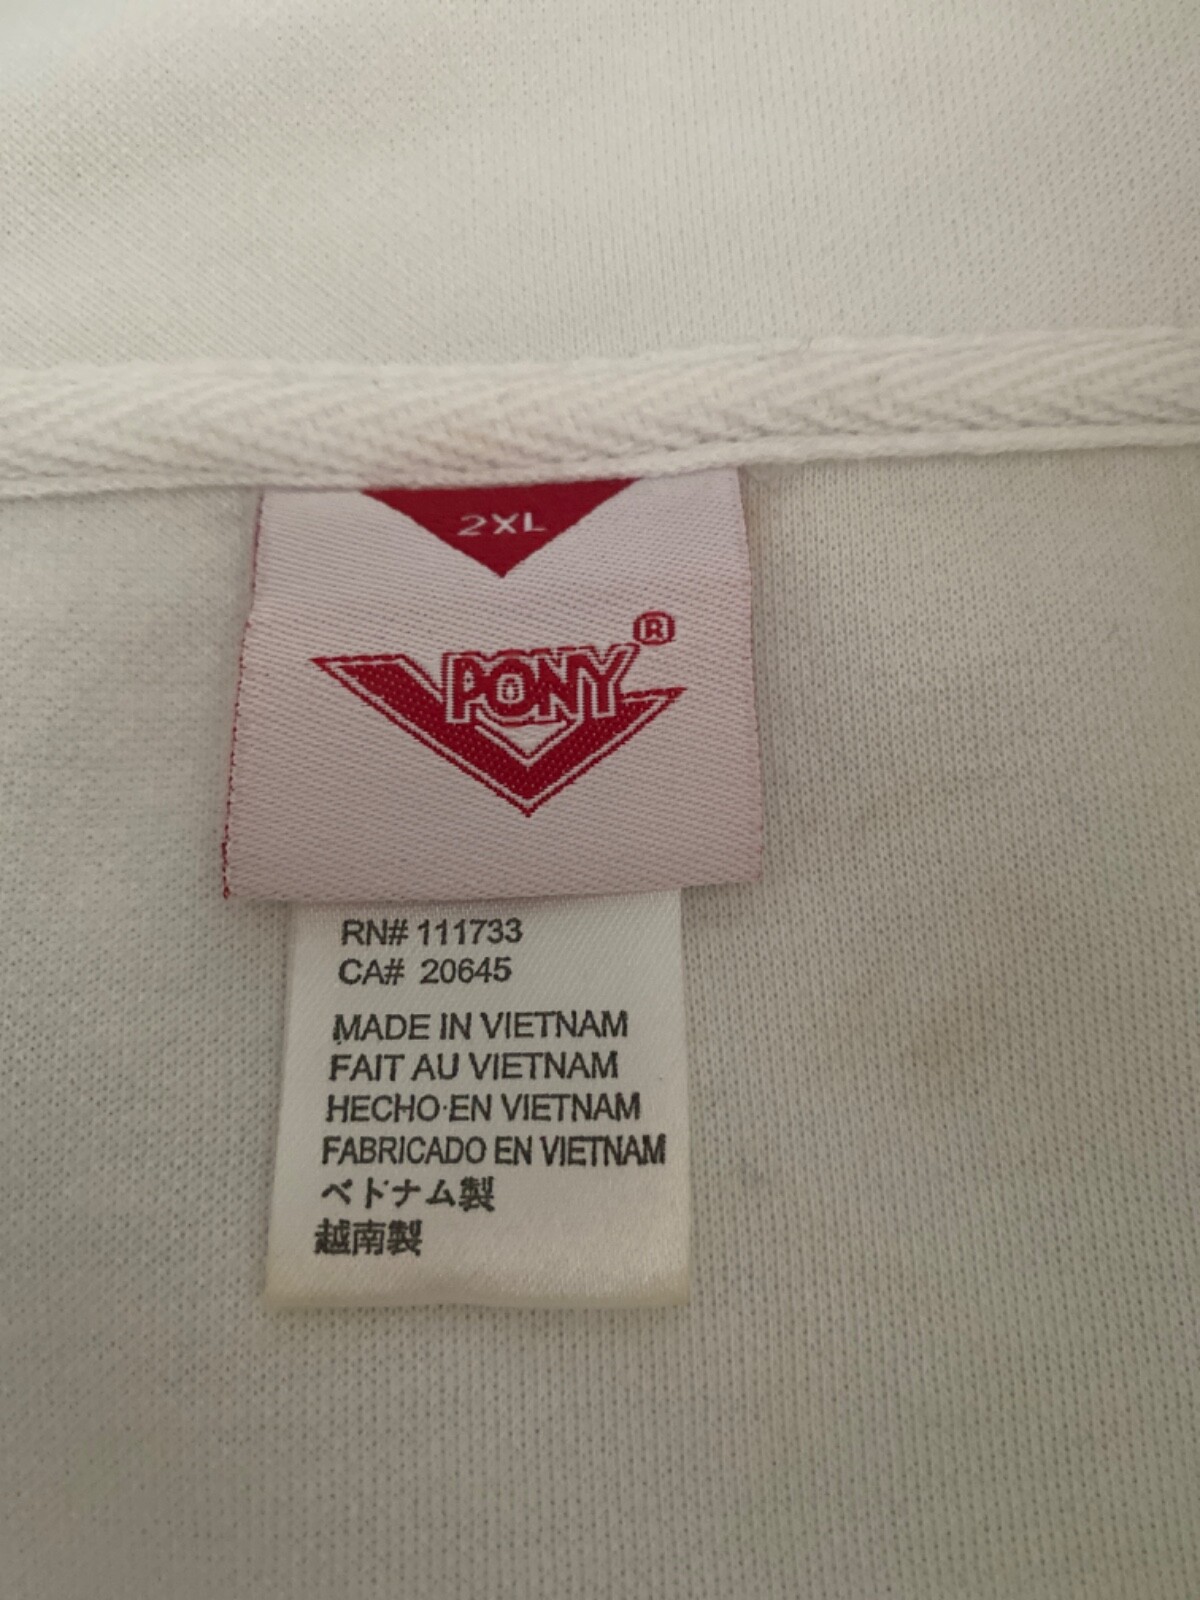 2XL
PONY®
RN# 111733
CA# 20645
MADE IN VIETNAM
FAIT AU VIETNAM
HECHO EN VIETNAM
FABRICADO EN VIETNAM
ベトナム製
越南製